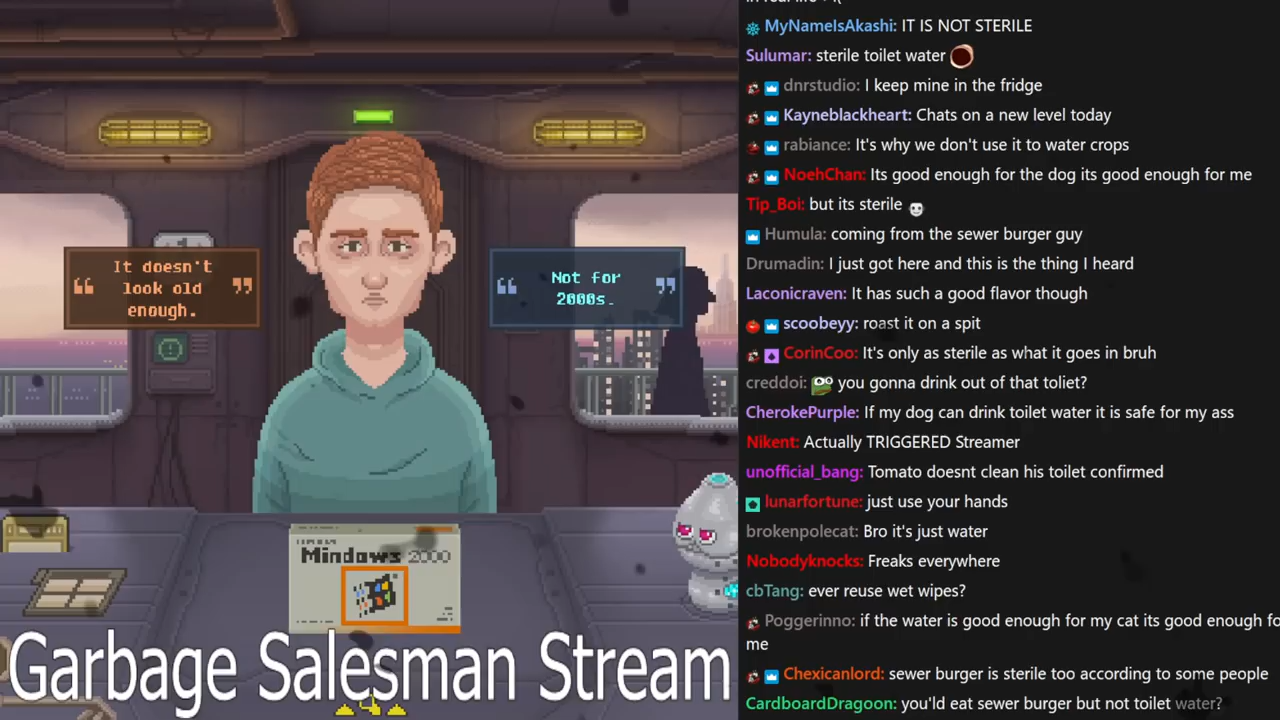 MyNameIsAkashi: IT IS NOT STERILE
Sulumar: sterile toilet water
dnrstudio: I keep mine in the fridge
Kayneblackheart: Chats on a new level today
rabiance: It's why we don't use it to water crops
NoehChan: Its good enough for the dog its good enough for me
Tip_Boi: but its sterile
Humula: coming from the sewer burger guy
Drumadin: I just got here and this is the thing I heard
Laconicraven: It has such a good flavor though
scoobeyy: roast it on a spit
CorinCoo: It's only as sterile as what it goes in bruh
creddoi: you gonna drink out of that toliet?
CherokePurple: If my dog can drink toilet water it is safe for my ass
Nikent: Actually TRIGGERED Streamer
unofficial_bang: Tomato doesnt clean his toilet confirmed
lunarfortune: just use your hands
brokenpolecat: Bro it's just water
Nobodyknocks: Freaks everywhere
cbTang: ever reuse wet wipes?
Poggerinno: if the water is good enough for my cat its good enough for
me
Chexicanlord: sewer burger is sterile too according to some people
CardboardDragoon: you'ld eat sewer burger but not toilet water?
“ It doesn't
look old
enough. ”
“ Not for
2000s. ”
Mindows 2000
Garbage Salesman Stream